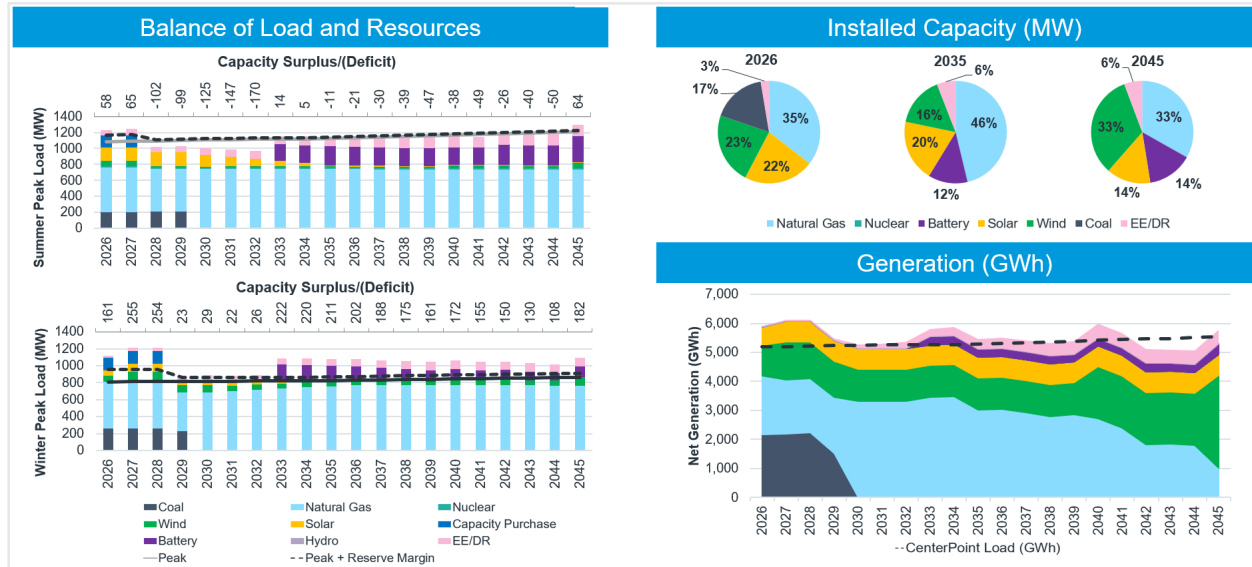 Balance of Load and Resources
Capacity Surplus/(Deficit)
58 65 -102 -99 -125 -147 -170 14 5 -11 -21 -30 -39 -47 -38 -49 -26 -40 -50 64
Summer Peak Load (MW)
1400
1200
1000
800
600
400
200
0
2026 2027 2028 2029 2030 2031 2032 2033 2034 2035 2036 2037 2038 2039 2040 2041 2042 2043 2044 2045
Capacity Surplus/(Deficit)
161 255 254 23 29 22 26 222 220 211 202 188 175 161 172 155 150 130 108 182
Winter Peak Load (MW)
1400
1200
1000
800
600
400
200
0
2026 2027 2028 2029 2030 2031 2032 2033 2034 2035 2036 2037 2038 2039 2040 2041 2042 2043 2044 2045
Coal Natural Gas Nuclear
Wind Solar Capacity Purchase
Battery Hydro EE/DR
Peak Peak + Reserve Margin
Installed Capacity (MW)
2026
3%
17%
35%
23%
22%
2035
6%
16%
46%
20%
12%
2045
6%
33%
33%
14%
14%
Natural Gas Nuclear Battery Solar Wind Coal EE/DR
Generation (GWh)
Net Generation (GWh)
7,000
6,000
5,000
4,000
3,000
2,000
1,000
0
2026 2027 2028 2029 2030 2031 2032 2033 2034 2035 2036 2037 2038 2039 2040 2041 2042 2043 2044 2045
CenterPoint Load (GWh)